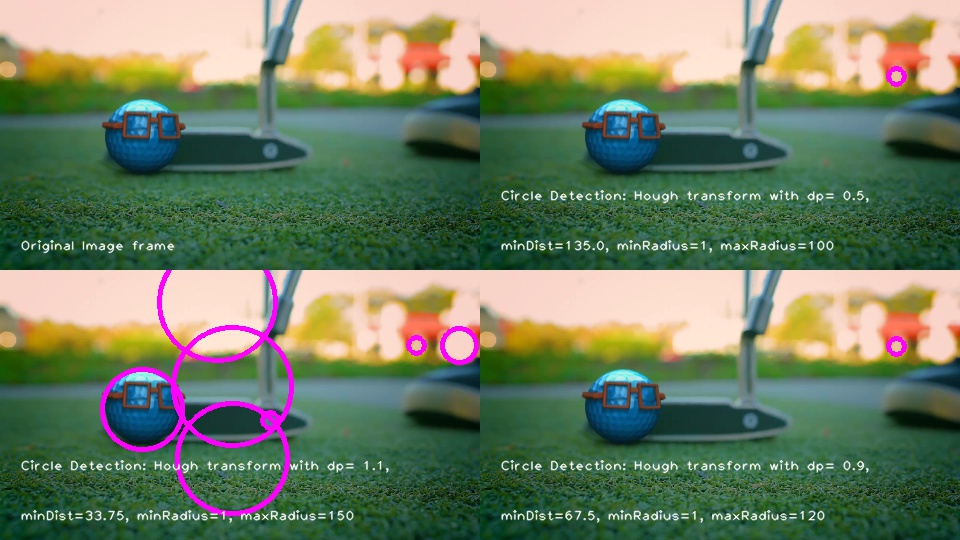 Original Image frame
Circle Detection: Hough transform with dp= 0.5,
minDist=135.0, minRadius=1, maxRadius=100
Circle Detection: Hough transform with dp= 1.1,
minDist=33.75, minRadius=1, maxRadius=150
Circle Detection: Hough transform with dp= 0.9,
minDist=67.5, minRadius=1, maxRadius=120